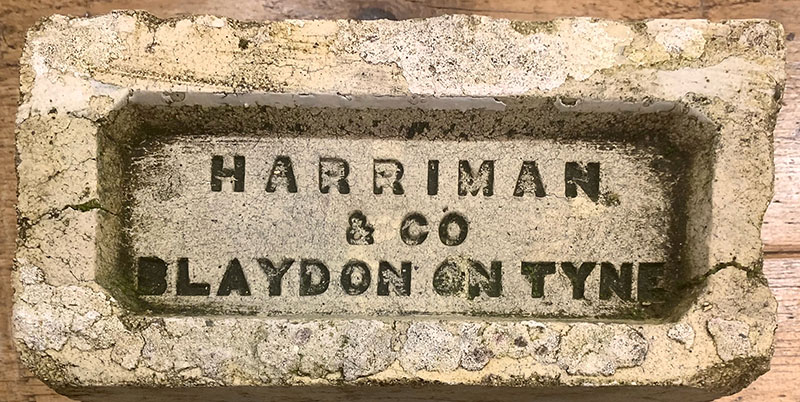 HARRIMAN
& CO
BLAYDON ON TYNE